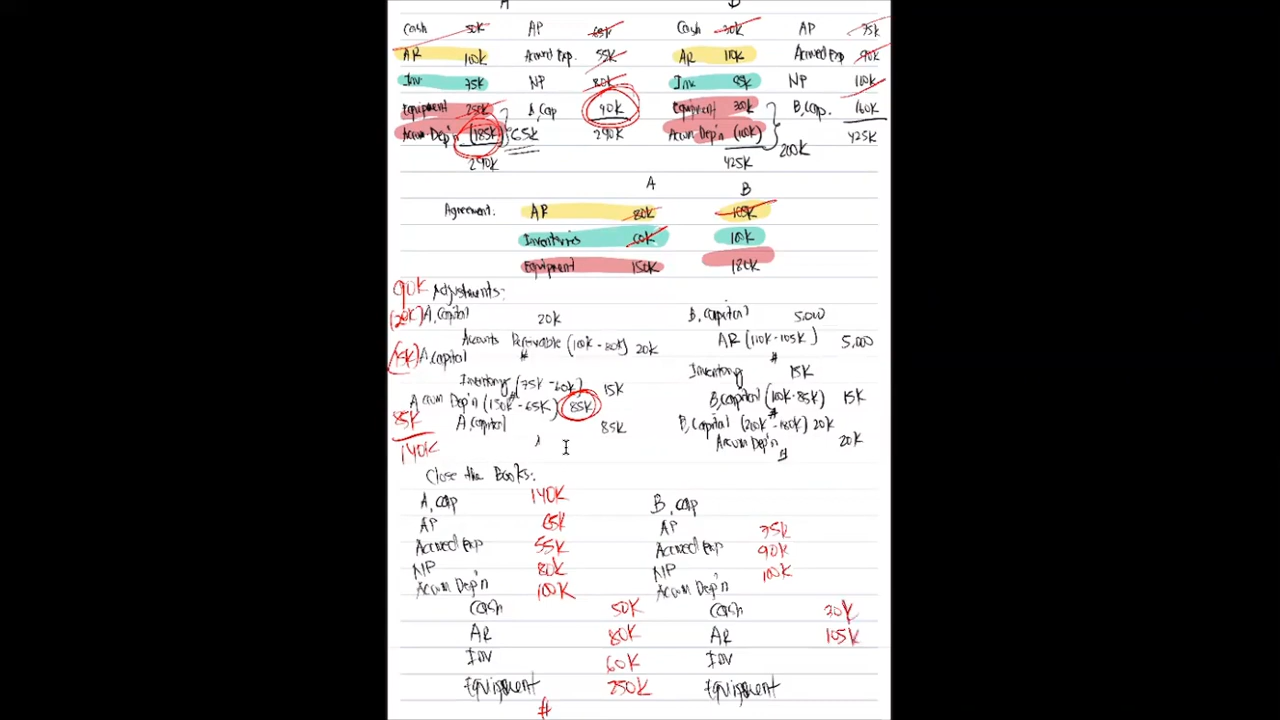 A B
Cash 50K AP 65K Cash 30K AP 75K
AR 100K Accrued Exp. 55K AR 110K Accrued Exp 90K
Inv 75K NP 80K Inv 85K NP 100K
Equipment 250K A, Cap 90K Equipment B, Cap. 160K
Accum Dep'n (185K) 65K 290K Accum Dep'n (100K) 425K
290K 425K 200K
A B
Agreement: AR 80K 105K
Inventories 60K 100K
Equipment 150K 180K
90K Adjustments:
(20K) A, Capital 20K B, Capital 5,000
Accounts Receivable (100K - 80K) 20K AR (110K - 105K) 5,000
(15K) A, Capital Inventory 15K
Inventory (75K - 60K) 15K B, Capital (100K - 85K) 15K
Accum Dep'n (150K - 65K) 85K B, Capital (200K - 180K) 20K
85K A, Capital 85K Accum Dep'n 20K
140K
Close the Books:
A, Cap 140K B, Cap
AP 65K AP 75K
Accrued Exp 55K Accrued Exp 90K
NP 80K NP 100K
Accum Dep'n 100K Accum Dep'n
Cash 50K Cash 30K
AR 80K AR 105K
Inv 60K Inv
Equipment 250K Equipment
#